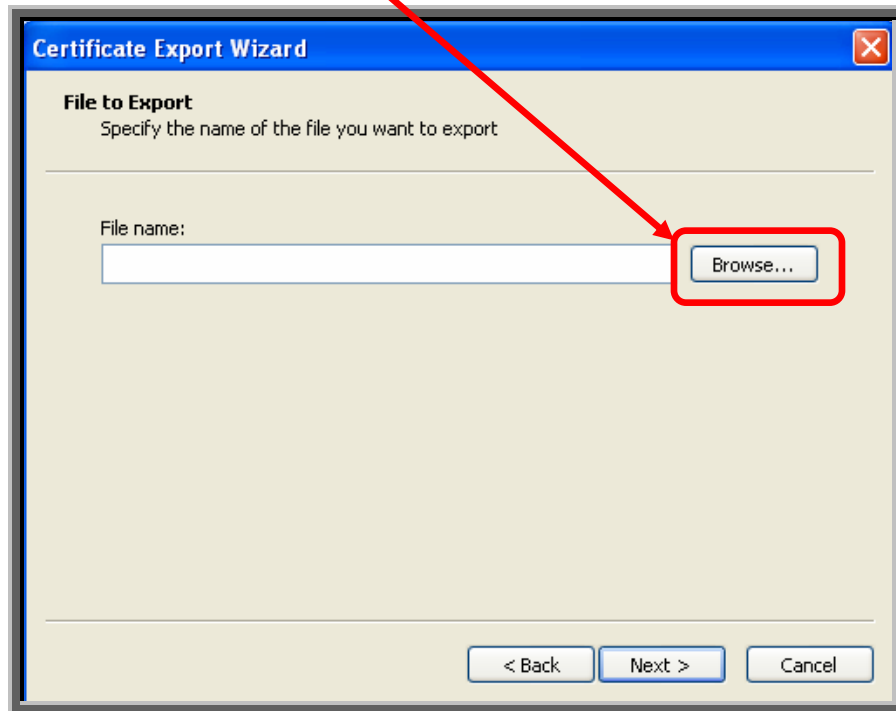 Certificate Export Wizard
File to Export
Specify the name of the file you want to export
File name:
Browse...
< Back Next > Cancel